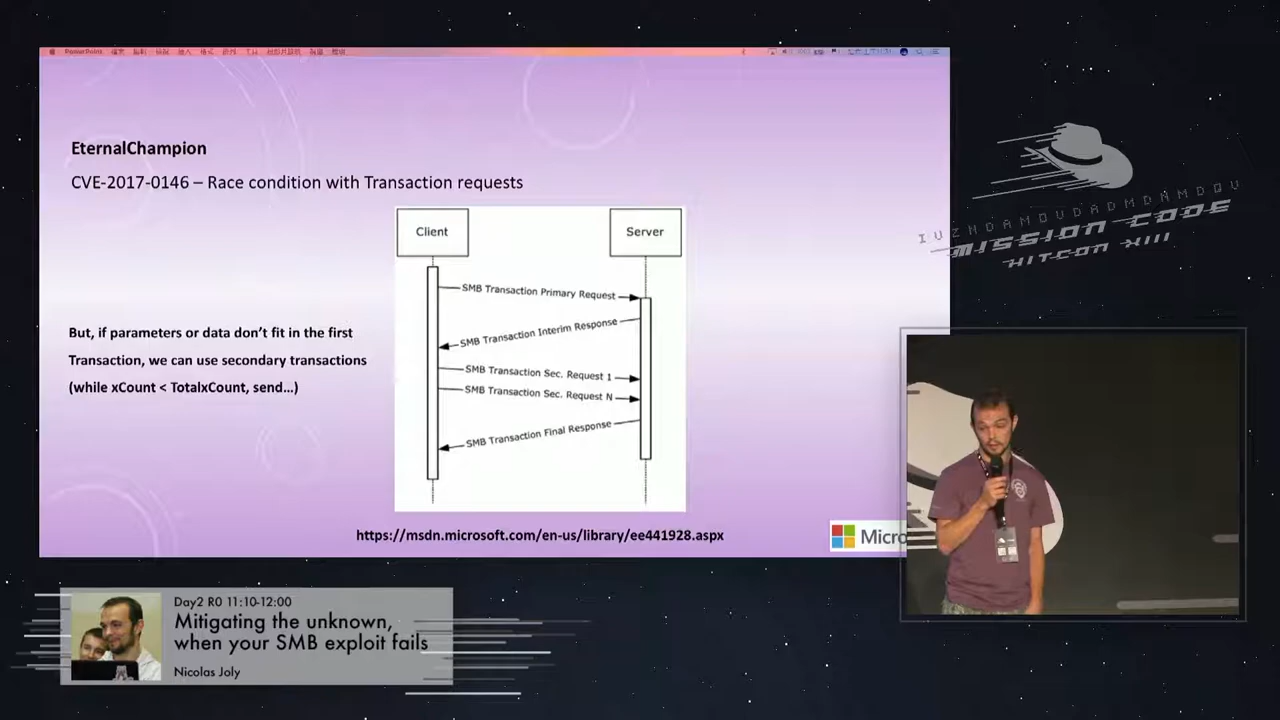 PowerPoint
EternalChampion
CVE-2017-0146 – Race condition with Transaction requests
Client
Server
SMB Transaction Primary Request
SMB Transaction Interim Response
SMB Transaction Sec. Request 1
SMB Transaction Sec. Request N
SMB Transaction Final Response
But, if parameters or data don't fit in the first
Transaction, we can use secondary transactions
(while xCount < TotalxCount, send…)
https://msdn.microsoft.com/en-us/library/ee441928.aspx
Micro
IVZNDAMOVDADMDNMDQV
MISSION CODE
HITCON XIII
Day2 R0 11:10-12:00
Mitigating the unknown,
when your SMB exploit fails
Nicolas Joly